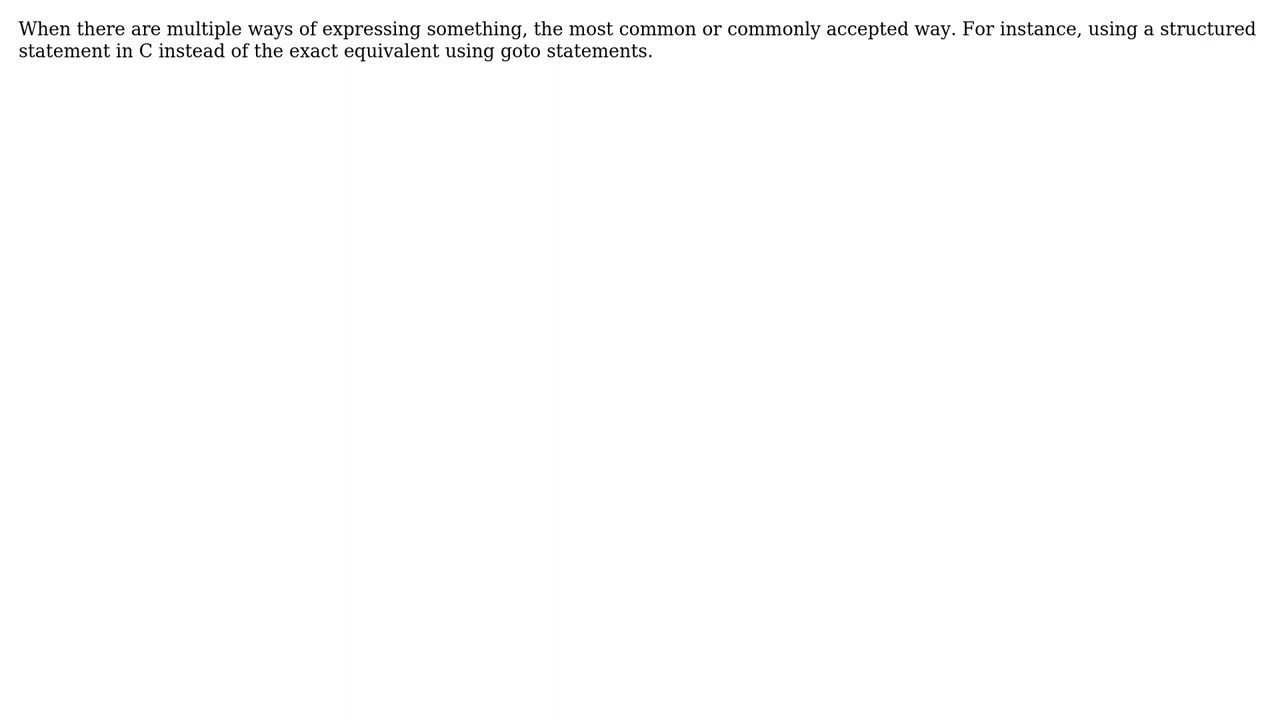 When there are multiple ways of expressing something, the most common or commonly accepted way. For instance, using a structured
statement in C instead of the exact equivalent using goto statements.